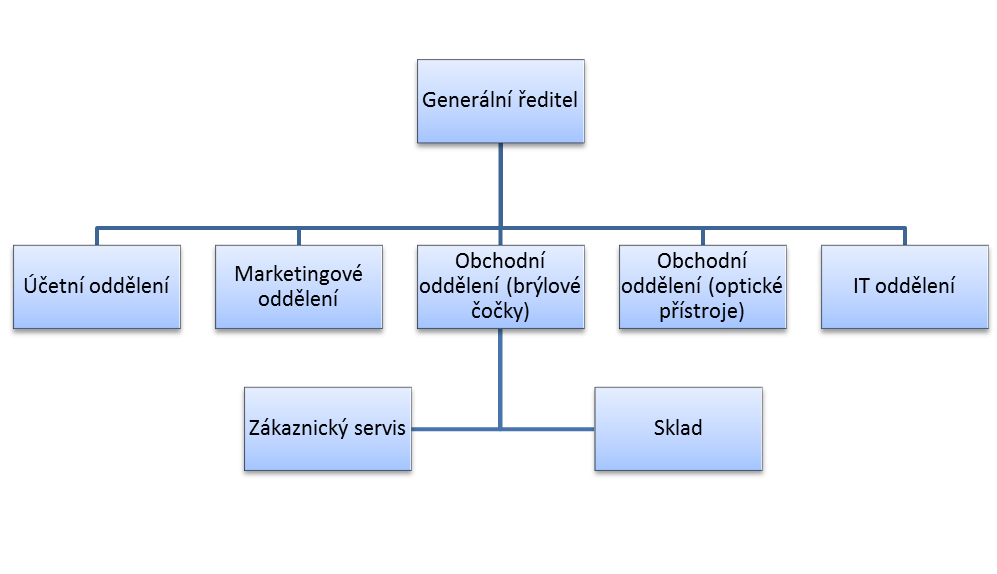 Generální ředitel
Účetní oddělení
Marketingové
oddělení
Obchodní
oddělení (brýlové
čočky)
Obchodní
oddělení (optické
přístroje)
IT oddělení
Zákaznický servis
Sklad